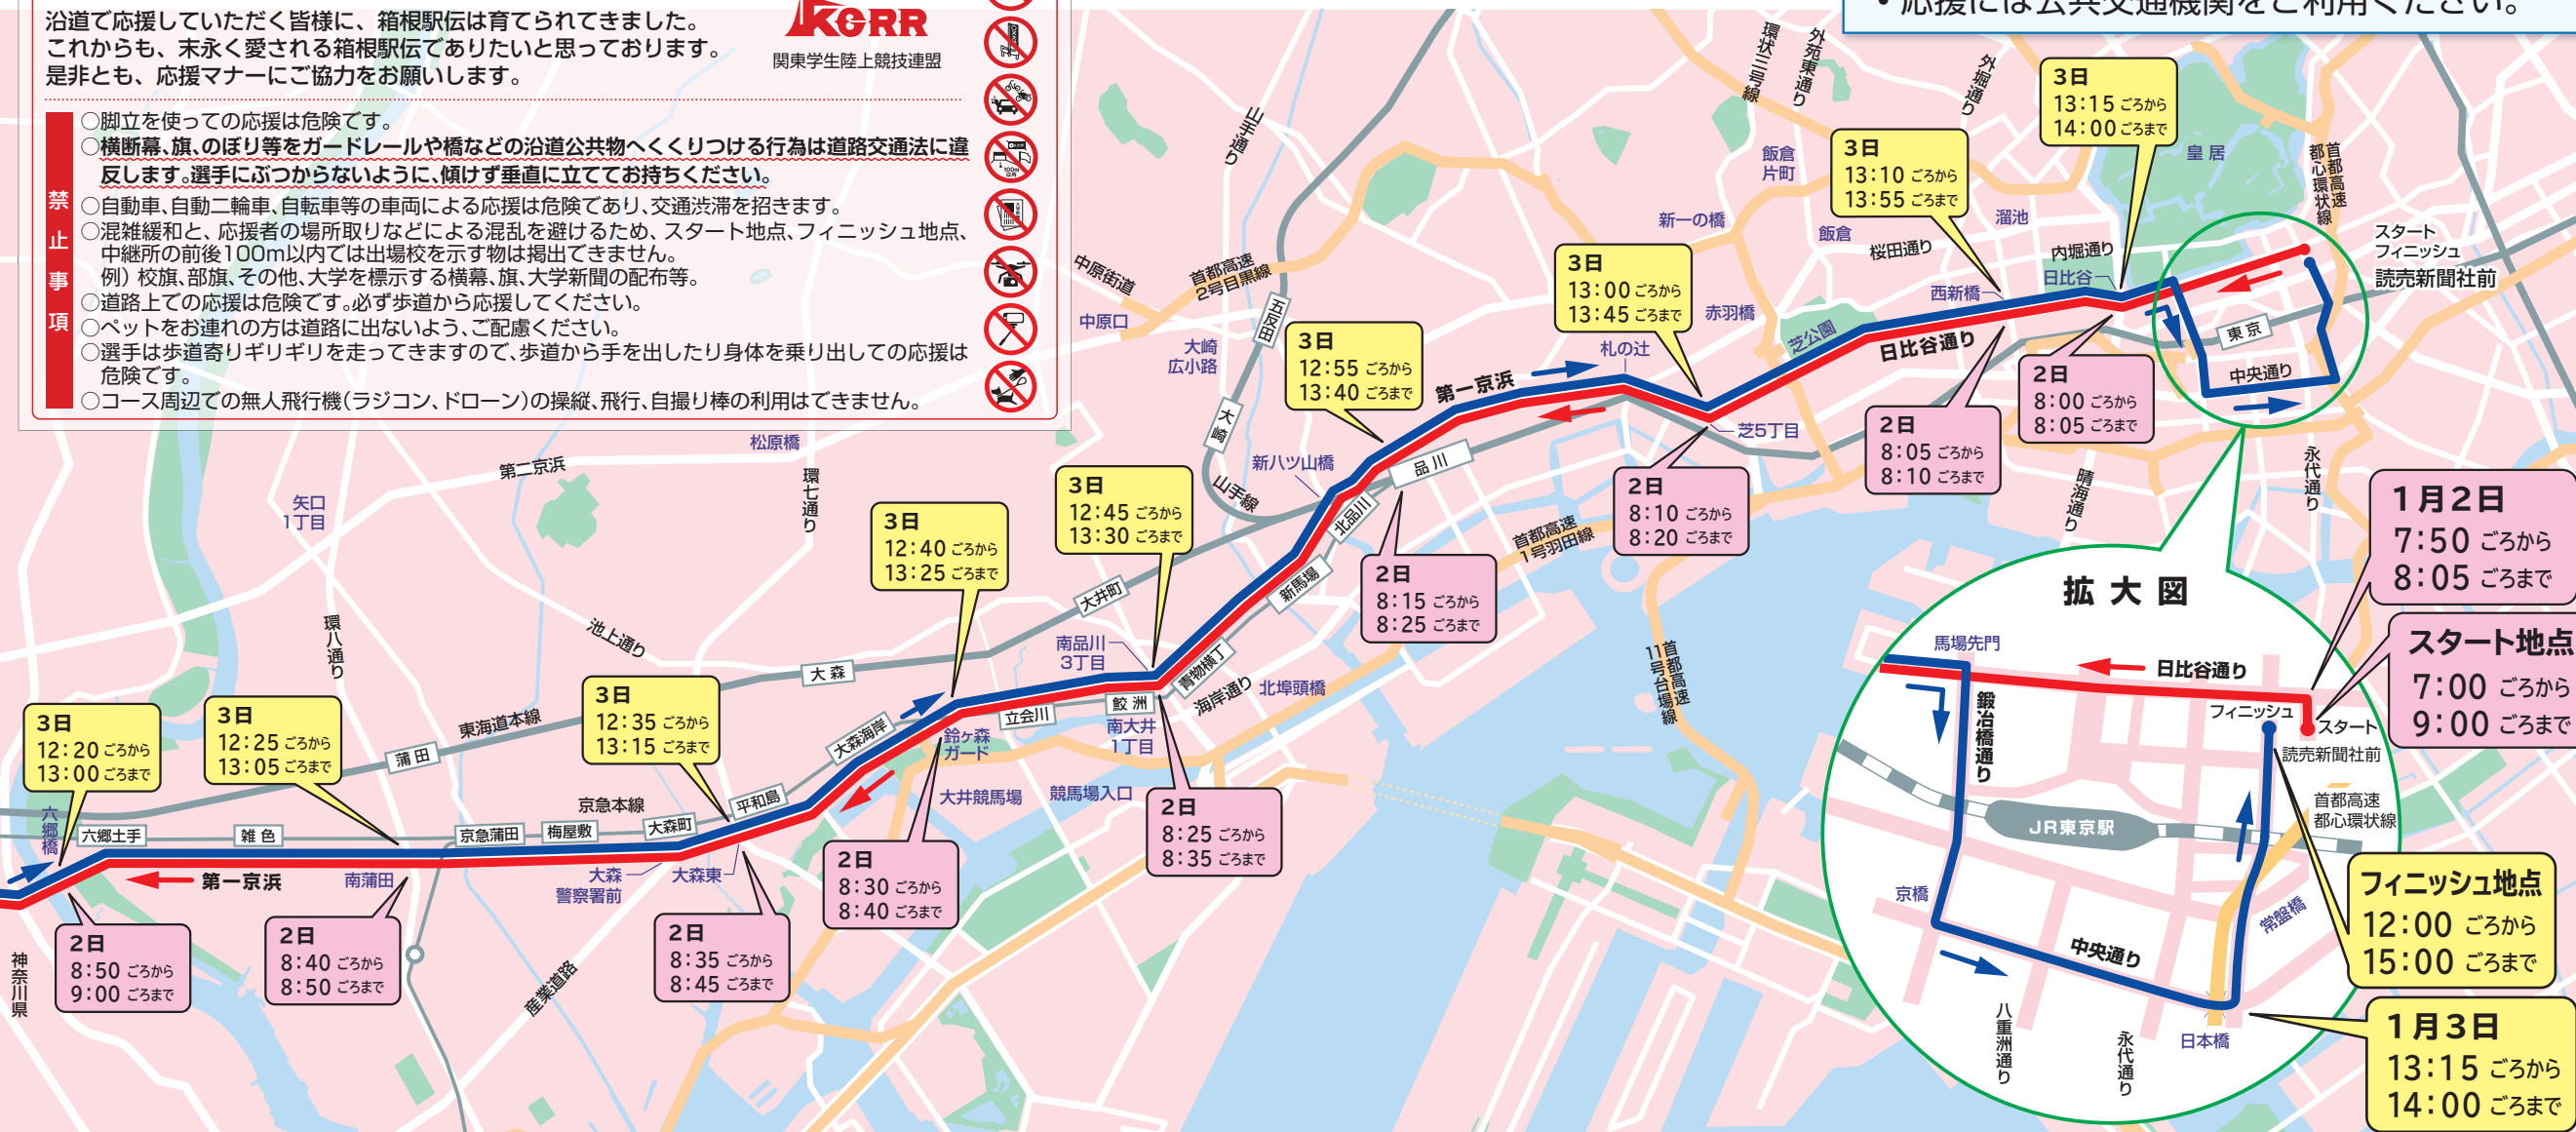 ・応援には公共交通機関をご利用ください。
沿道で応援していただく皆様に、箱根駅伝は育てられてきました。
これからも、末永く愛される箱根駅伝でありたいと思っております。
是非とも、応援マナーにご協力をお願いします。
KGRR
関東学生陸上競技連盟
禁止事項
○脚立を使っての応援は危険です。
○横断幕、旗、のぼり等をガードレールや橋などの沿道公共物へくくりつける行為は道路交通法に違
反します。選手にぶつからないように、傾けず垂直に立ててお持ちください。
○自動車、自動二輪車、自転車等の車両による応援は危険であり、交通渋滞を招きます。
○混雑緩和と、応援者の場所取りなどによる混乱を避けるため、スタート地点、フィニッシュ地点、
中継所の前後100m以内では出場校を示す物は掲出できません。
例）校旗、部旗、その他、大学を標示する横幕、旗、大学新聞の配布等。
○道路上での応援は危険です。必ず歩道から応援してください。
○ペットをお連れの方は道路に出ないよう、ご配慮ください。
○選手は歩道寄りギリギリを走ってきますので、歩道から手を出したり身体を乗り出しての応援は
危険です。
○コース周辺での無人飛行機（ラジコン、ドローン）の操縦、飛行、自撮り棒の利用はできません。
100m
以内
環状三号線
外苑東通り
外堀通り
山手通り
3日
13:15 ごろから
14:00 ごろまで
皇居
首都高速
都心環状線
飯倉
片町
3日
13:10 ごろから
13:55 ごろまで
新一の橋
飯倉
溜池
桜田通り
内堀通り
日比谷
西新橋
スタート
フィニッシュ
読売新聞社前
中原街道
首都高速
2号目黒線
五反田
中原口
大崎
広小路
3日
13:00 ごろから
13:45 ごろまで
赤羽橋
芝公園
日比谷通り
東京
中央通り
3日
12:55 ごろから
13:40 ごろまで
札の辻
第一京浜
2日
8:00 ごろから
8:05 ごろまで
大崎
芝5丁目
2日
8:05 ごろから
8:10 ごろまで
松原橋
第二京浜
環七通り
新八ツ山橋
品川
山手線
北品川
永代通り
晴海通り
矢口
1丁目
3日
12:45 ごろから
13:30 ごろまで
2日
8:10 ごろから
8:20 ごろまで
1月2日
7:50 ごろから
8:05 ごろまで
3日
12:40 ごろから
13:25 ごろまで
首都高速
1号羽田線
2日
8:15 ごろから
8:25 ごろまで
新馬場
大井町
拡大図
スタート地点
7:00 ごろから
9:00 ごろまで
環八通り
池上通り
南品川
3丁目
青物横丁
海岸通り
北埠頭橋
首都高速
11号台場線
馬場先門
日比谷通り
大森
3日
12:35 ごろから
13:15 ごろまで
鮫洲
立会川
南大井
1丁目
鍛冶橋通り
フィニッシュ
スタート
読売新聞社前
3日
12:20 ごろから
13:00 ごろまで
3日
12:25 ごろから
13:05 ごろまで
東海道本線
蒲田
大森海岸
鈴ヶ森
ガード
大井競馬場
競馬場入口
首都高速
都心環状線
JR東京駅
六郷橋
六郷土手
雑色
京急本線
京急蒲田
梅屋敷
大森町
平和島
2日
8:25 ごろから
8:35 ごろまで
第一京浜
南蒲田
大森
警察署前
大森東
2日
8:30 ごろから
8:40 ごろまで
京橋
中央通り
常盤橋
フィニッシュ地点
12:00 ごろから
15:00 ごろまで
神奈川県
2日
8:50 ごろから
9:00 ごろまで
2日
8:40 ごろから
8:50 ごろまで
産業道路
2日
8:35 ごろから
8:45 ごろまで
八重洲通り
永代通り
日本橋
1月3日
13:15 ごろから
14:00 ごろまで